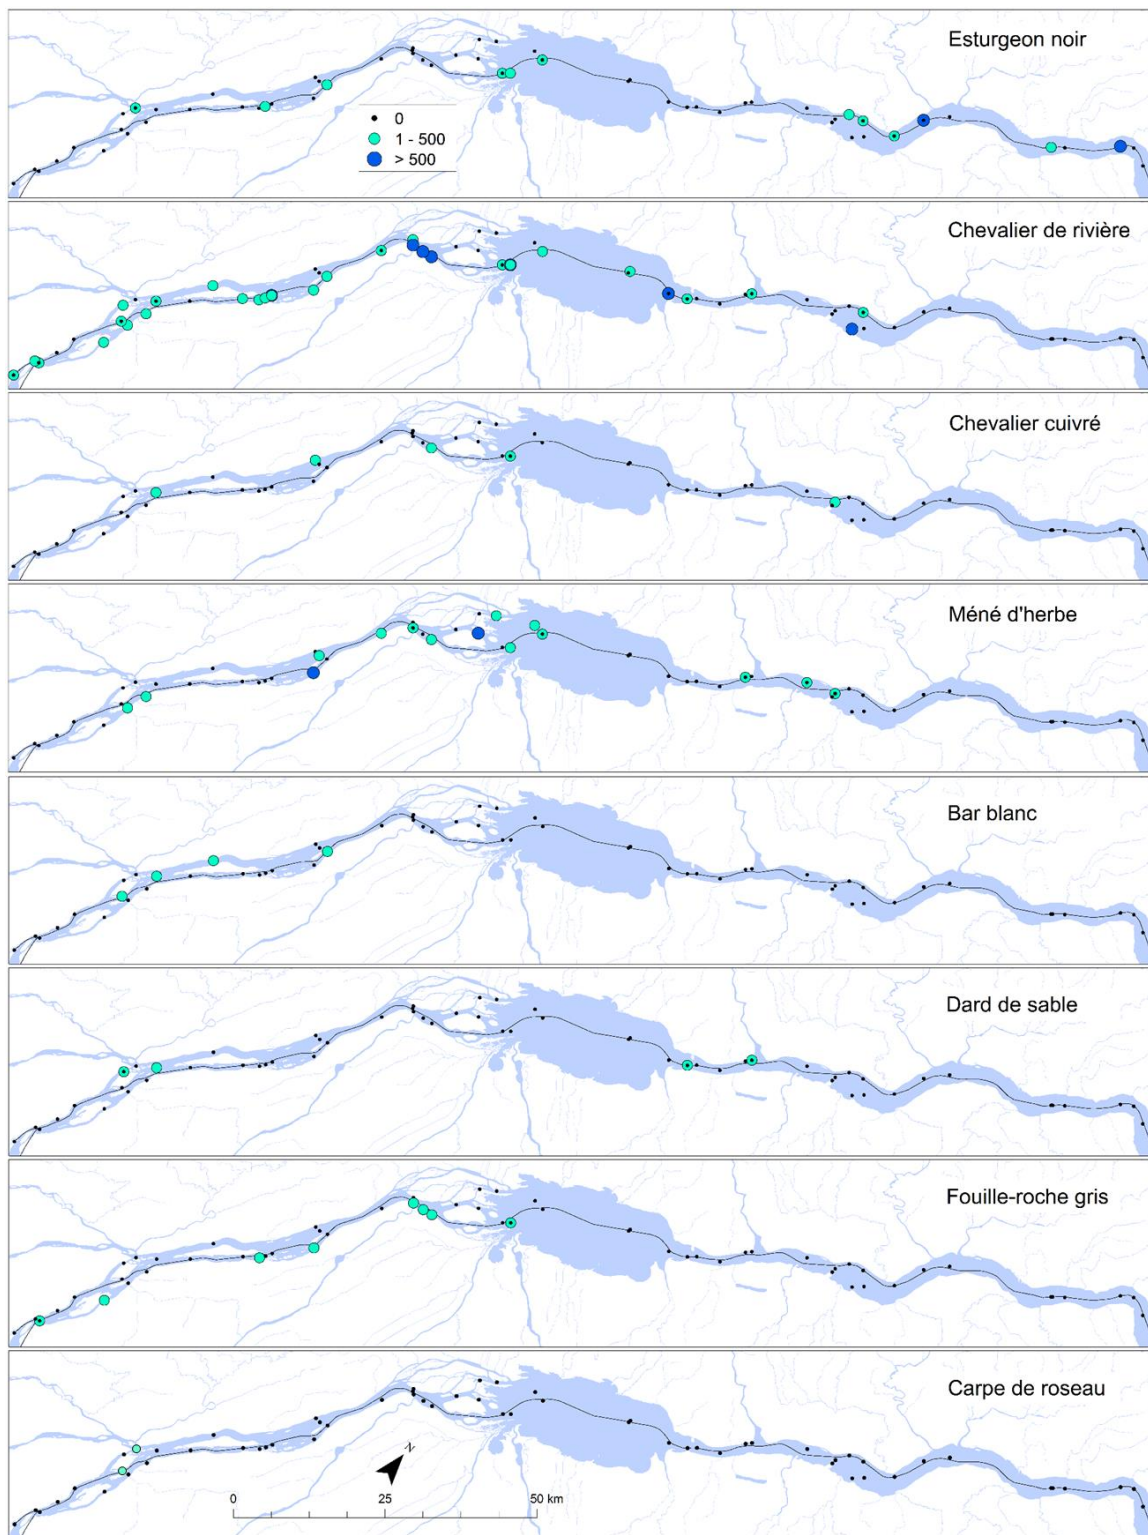 Esturgeon noir
0
1 - 500
> 500
Chevalier de rivière
Chevalier cuivré
Méné d'herbe
Bar blanc
Dard de sable
Fouille-roche gris
Carpe de roseau
N
0 25 50 km